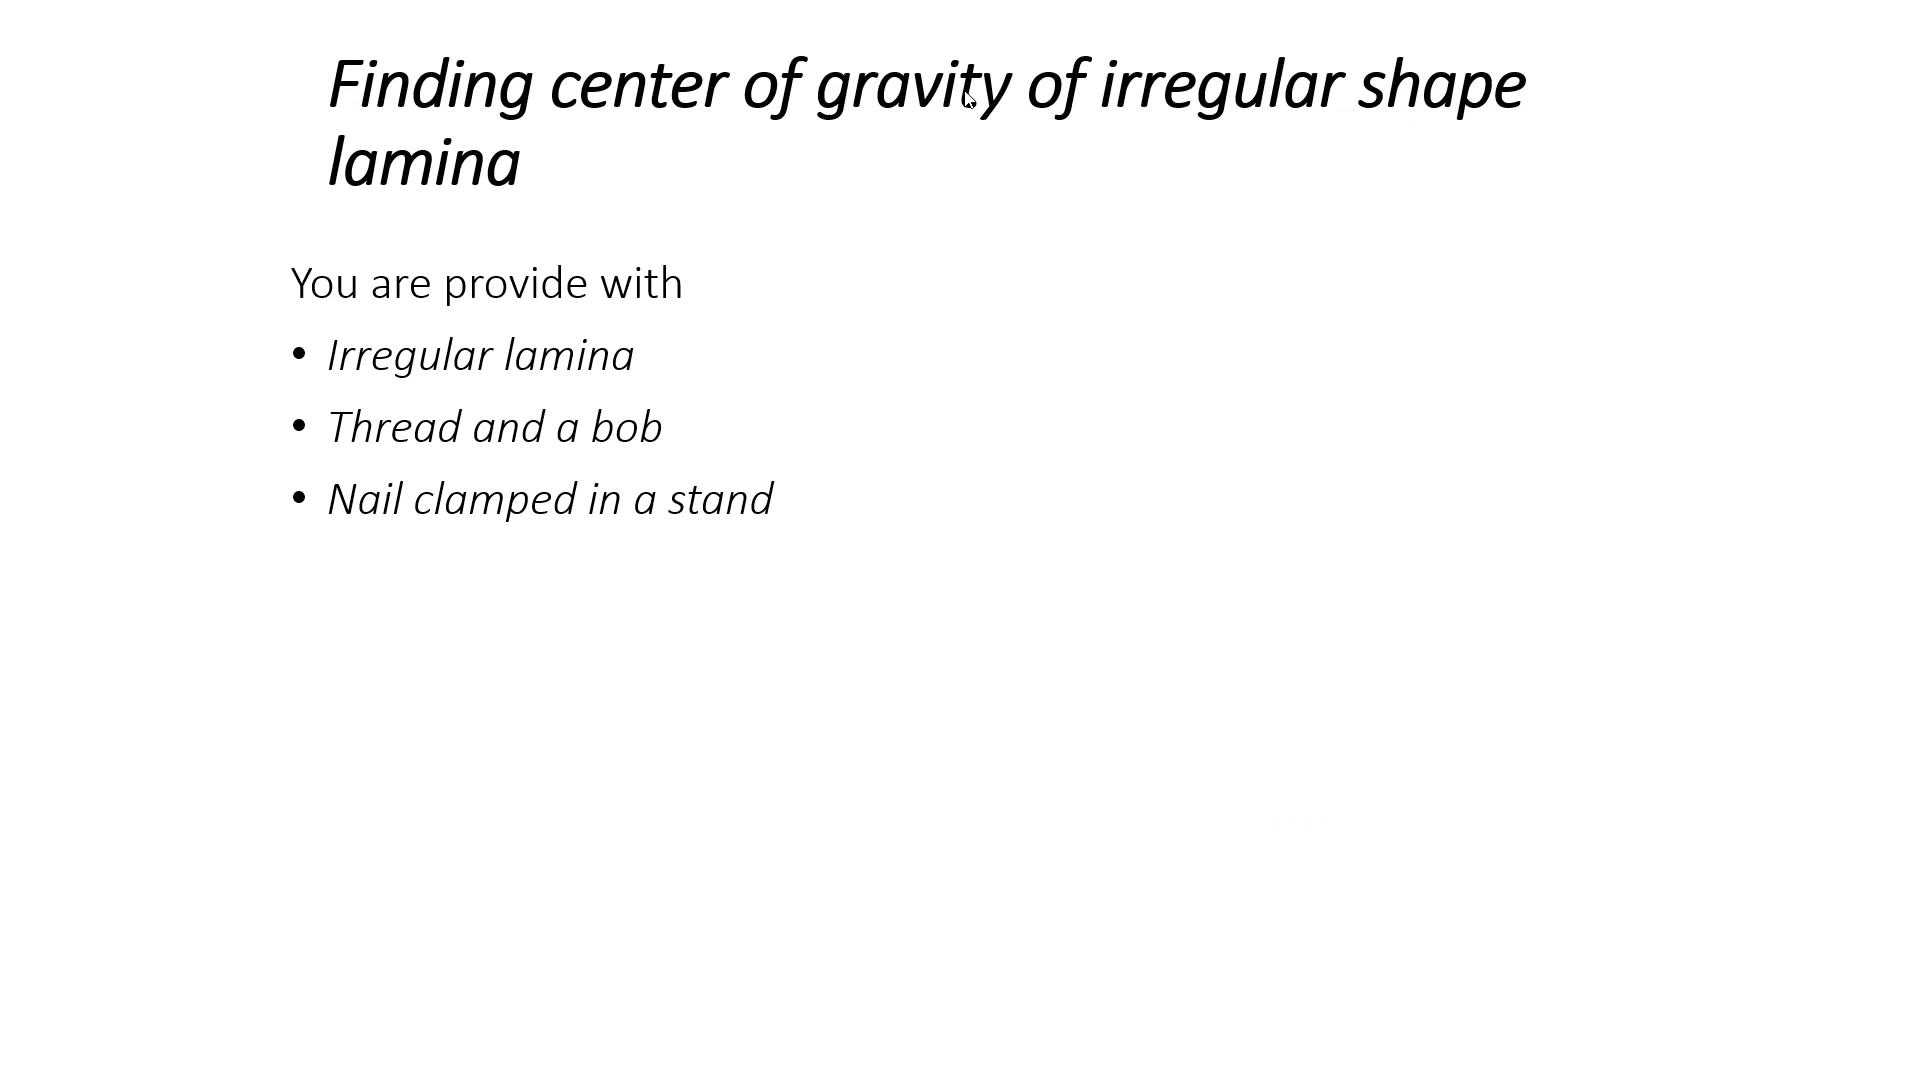 Finding center of gravity of irregular shape
lamina
You are provide with
• Irregular lamina
• Thread and a bob
• Nail clamped in a stand